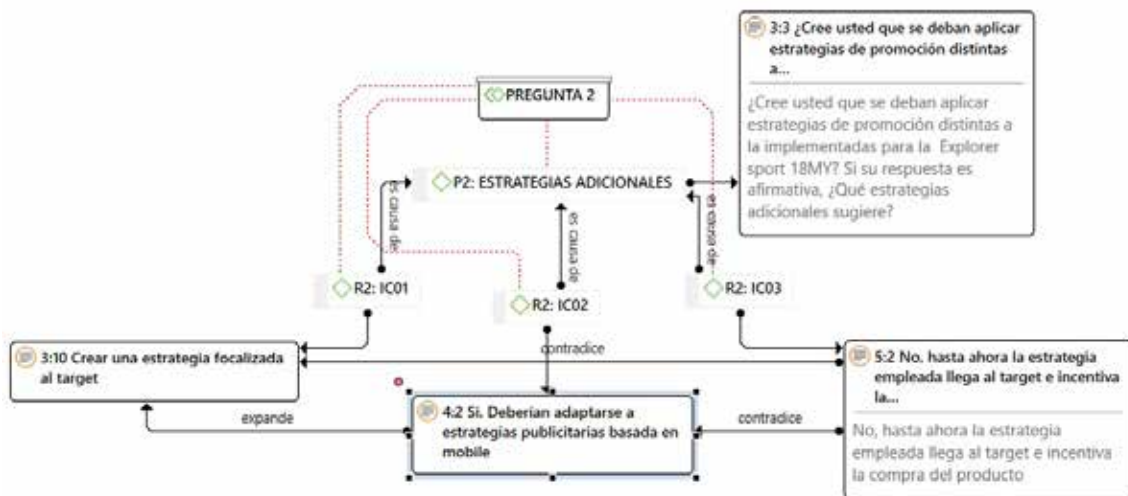 3:3 ¿Cree usted que se deban aplicar
estrategias de promoción distintas
a...
¿Cree usted que se deban aplicar
estrategias de promoción distintas a
la implementadas para la Explorer
sport 18MY? Si su respuesta es
afirmativa, ¿Qué estrategias
adicionales sugiere?
PREGUNTA 2
P2: ESTRATEGIAS ADICIONALES
es causa de
es causa de
es causa de
R2: IC01
R2: IC02
R2: IC03
contradice
3:10 Crear una estrategia focalizada
al target
5:2 No, hasta ahora la estrategia
empleada llega al target e incentiva
la...
No, hasta ahora la estrategia
empleada llega al target e incentiva
la compra del producto
4:2 Si. Deberían adaptarse a
estrategias publicitarias basada en
mobile
expande
contradice